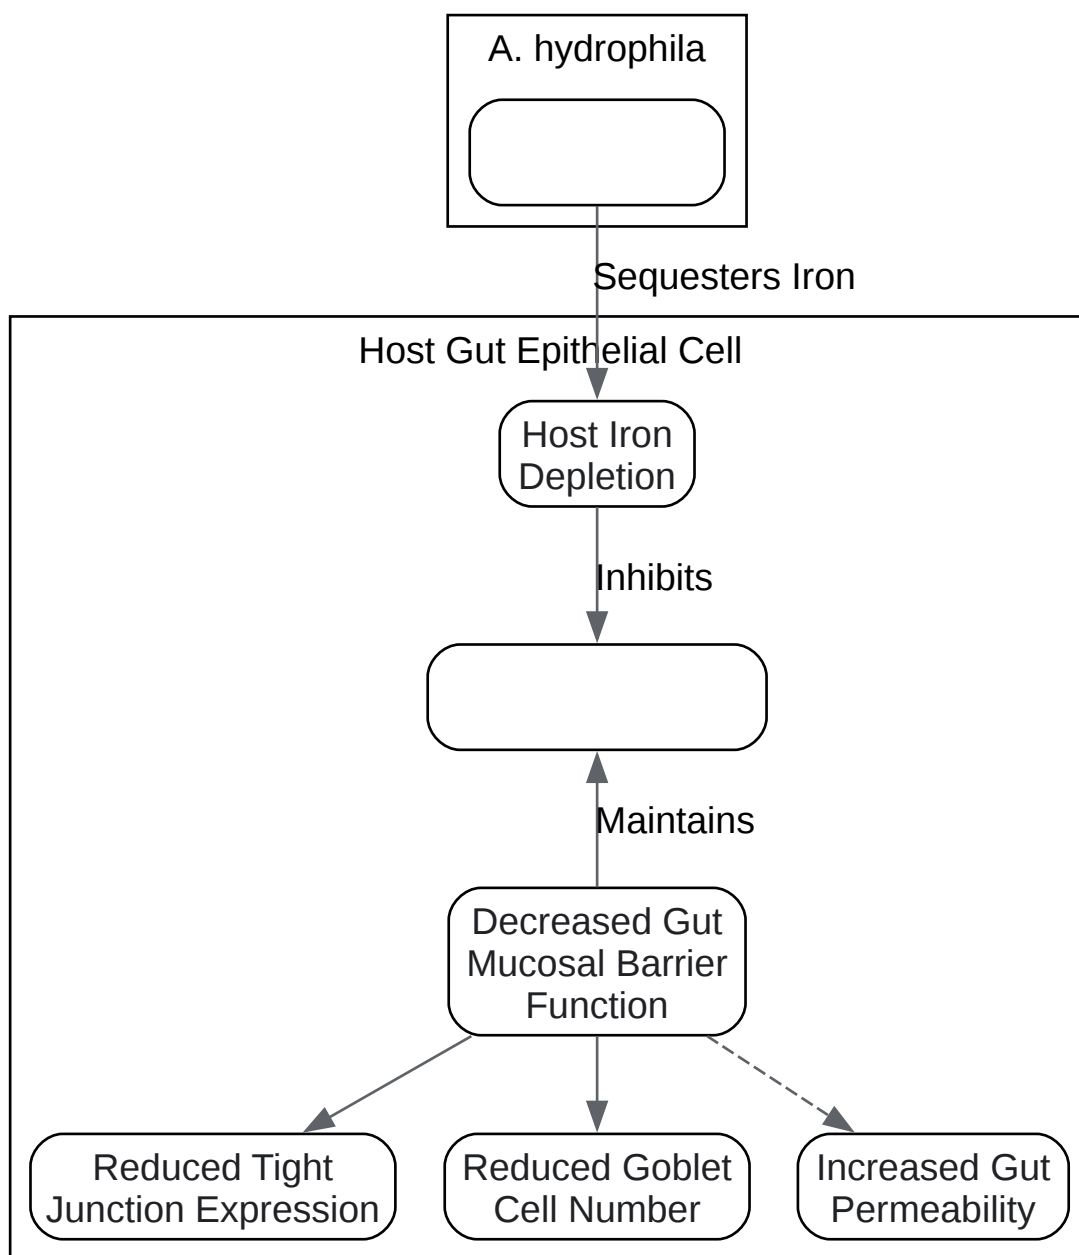 A. hydrophila
Sequesters Iron
Host Gut Epithelial Cell
Host Iron
Depletion
Inhibits
Maintains
Decreased Gut
Mucosal Barrier
Function
Reduced Tight
Junction Expression
Reduced Goblet
Cell Number
Increased Gut
Permeability